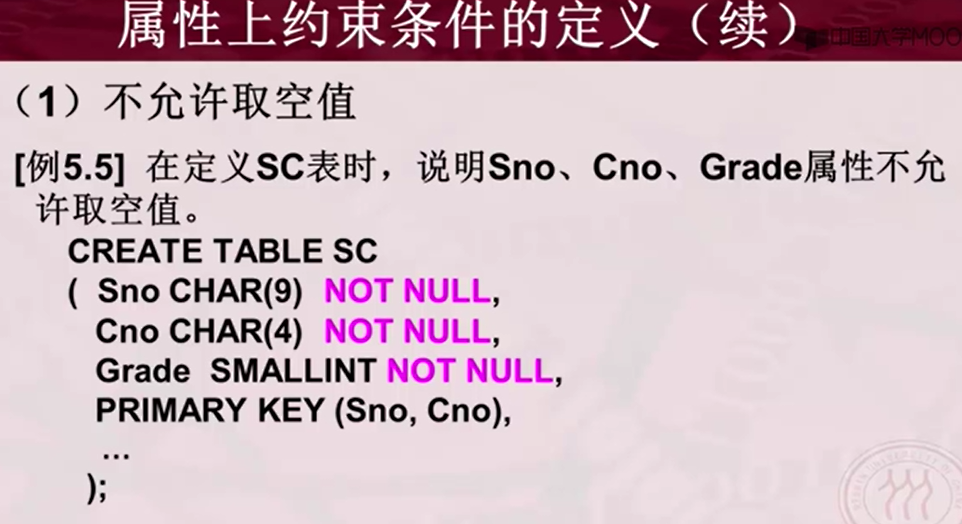 属性上约束条件的定义（续）
中国大学MOO
（1）不允许取空值
[例5.5] 在定义SC表时，说明Sno、Cno、Grade属性不允
许取空值。
CREATE TABLE SC
( Sno CHAR(9) NOT NULL,
Cno CHAR(4) NOT NULL,
Grade SMALLINT NOT NULL,
PRIMARY KEY (Sno, Cno),
…
);